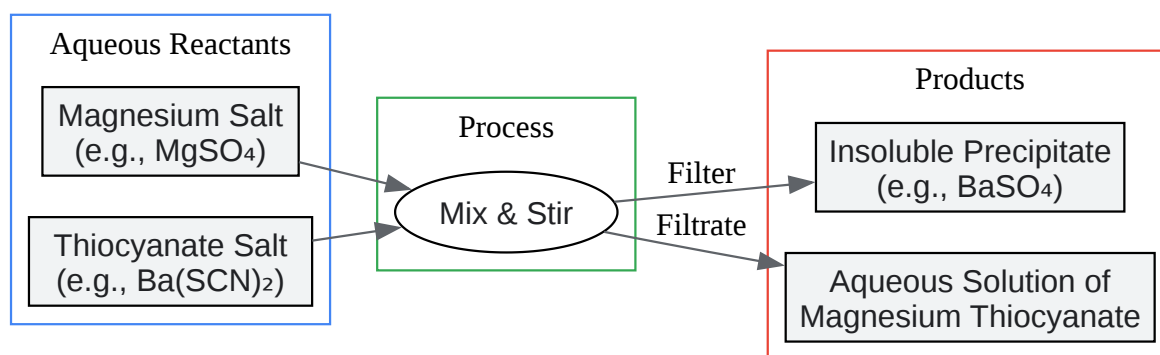 Aqueous Reactants
Magnesium Salt
(e.g., MgSO₄)
Thiocyanate Salt
(e.g., Ba(SCN)₂)
Process
Mix & Stir
Filter
Filtrate
Products
Insoluble Precipitate
(e.g., BaSO₄)
Aqueous Solution of
Magnesium Thiocyanate